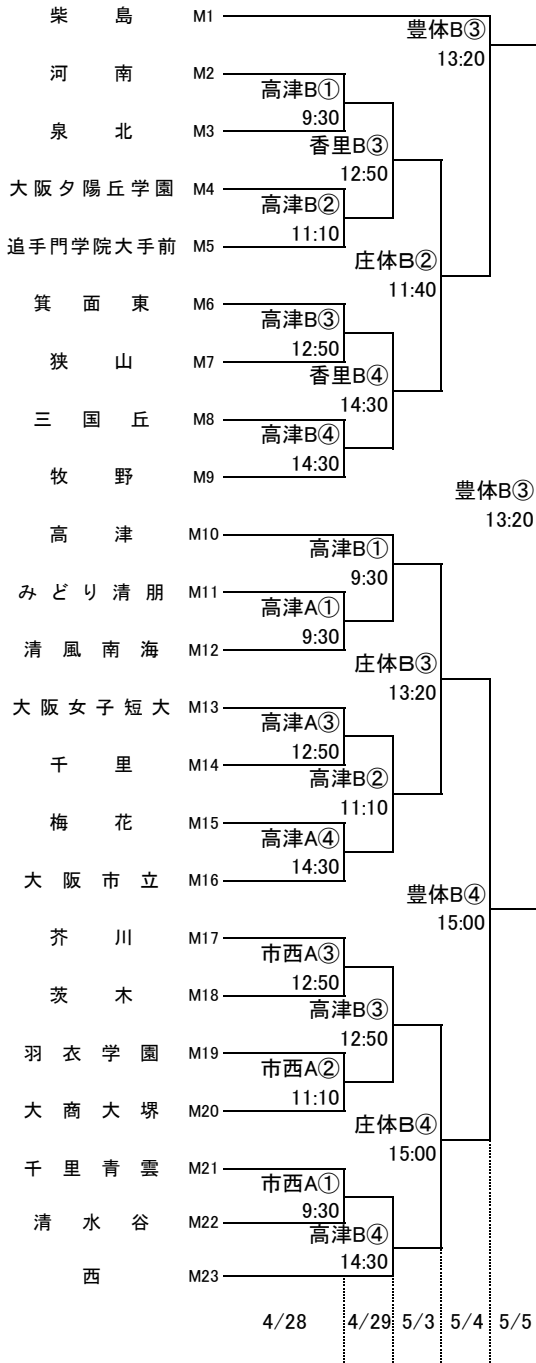 柴島 M1
豊体B③
13:20
河南 M2
高津B①
9:30
泉北 M3
香里B③
12:50
大阪夕陽丘学園 M4
高津B②
11:10
追手門学院大手前 M5
庄体B②
11:40
箕面東 M6
高津B③
12:50
狭山 M7
香里B④
14:30
三国丘 M8
高津B④
14:30
牧野 M9
豊体B③
13:20
高津 M10
高津B①
9:30
みどり清朋 M11
高津A①
9:30
清風南海 M12
庄体B③
13:20
大阪女子短大 M13
高津A③
12:50
千里 M14
高津B②
11:10
梅花 M15
高津A④
14:30
大阪市立 M16
豊体B④
15:00
芥川 M17
市西A③
12:50
茨木 M18
高津B③
12:50
羽衣学園 M19
市西A②
11:10
大商大堺 M20
庄体B④
15:00
千里青雲 M21
市西A①
9:30
清水谷 M22
高津B④
14:30
西 M23
4/28 4/29 5/3 5/4 5/5